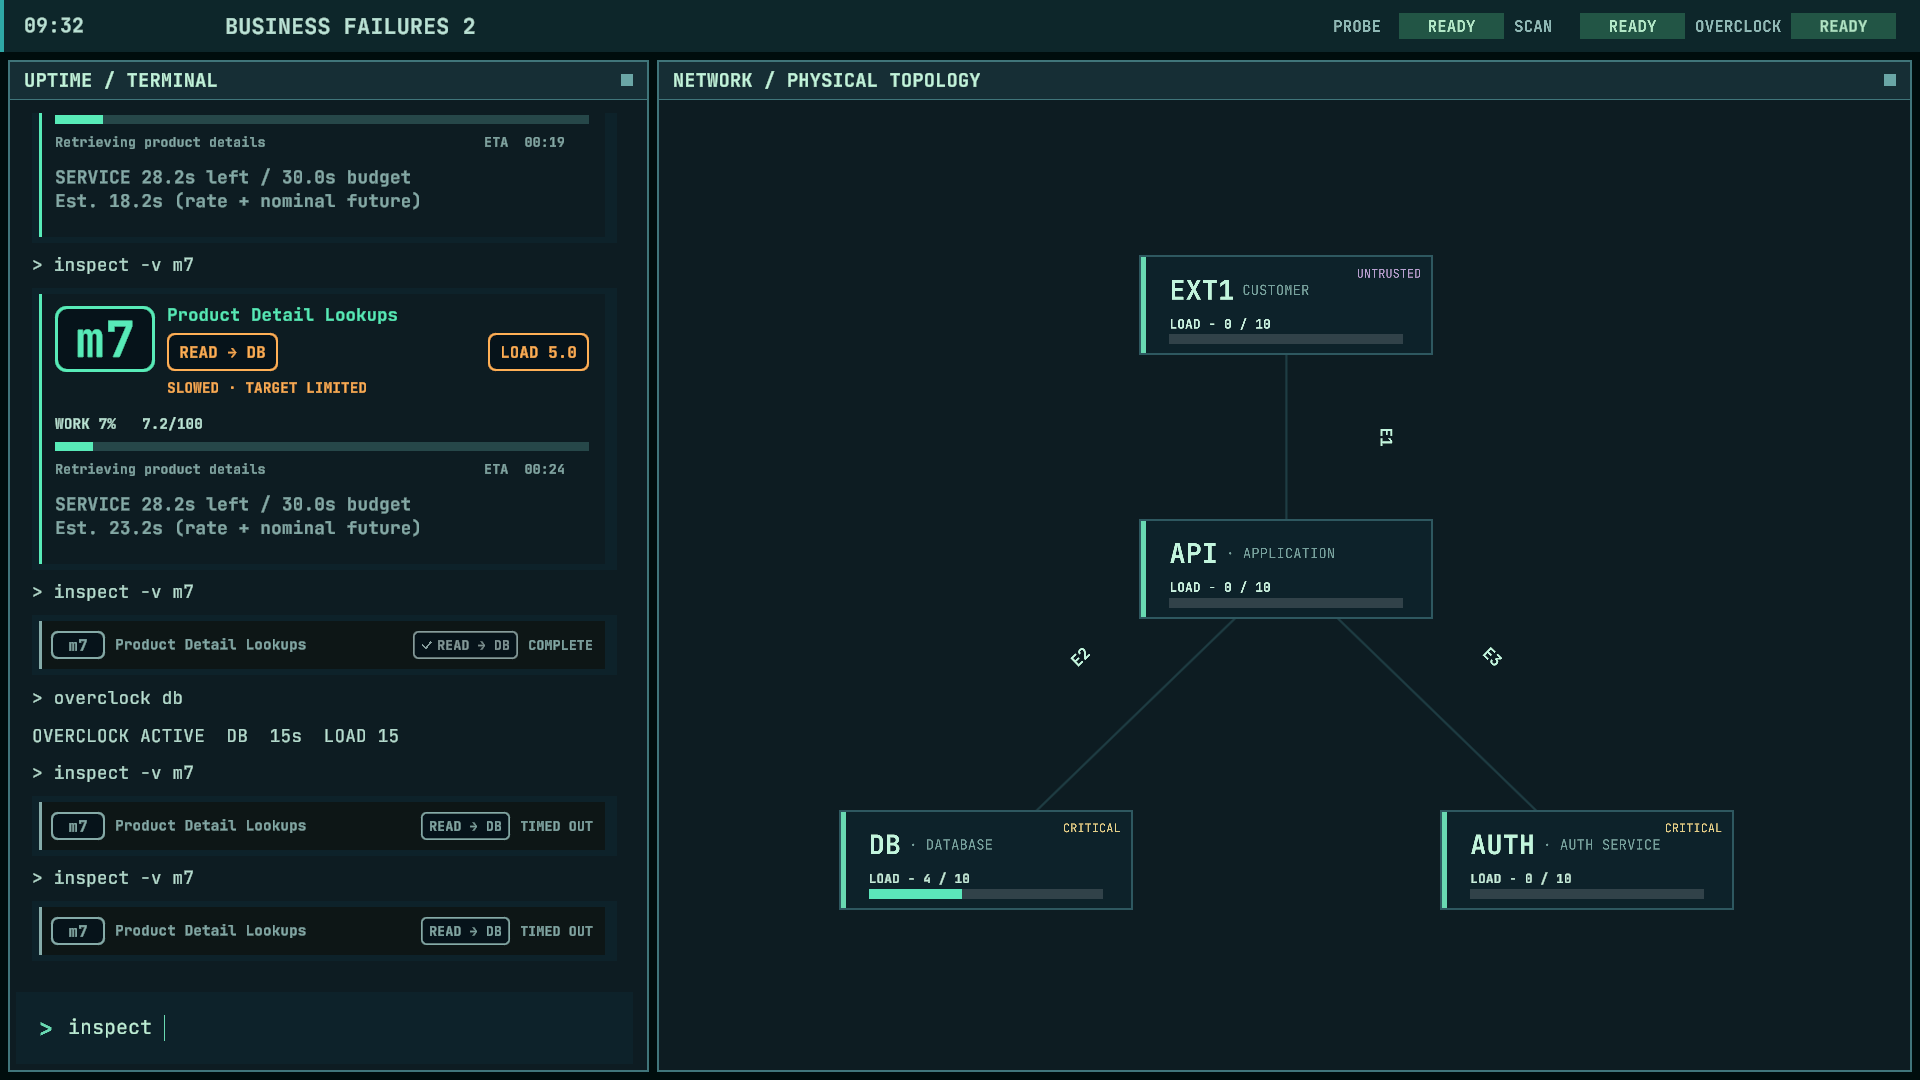 09:32
BUSINESS FAILURES 2
PROBE READY SCAN READY OVERCLOCK READY
UPTIME / TERMINAL
Retrieving product details ETA 00:19
SERVICE 28.2s left / 30.0s budget
Est. 18.2s (rate + nominal future)
> inspect -v m7
m7 Product Detail Lookups
READ → DB LOAD 5.0
SLOWED · TARGET LIMITED
WORK 7% 7.2/100
Retrieving product details ETA 00:24
SERVICE 28.2s left / 30.0s budget
Est. 23.2s (rate + nominal future)
> inspect -v m7
m7 Product Detail Lookups ✓ READ → DB COMPLETE
> overclock db
OVERCLOCK ACTIVE DB 15s LOAD 15
> inspect -v m7
m7 Product Detail Lookups READ → DB TIMED OUT
> inspect -v m7
m7 Product Detail Lookups READ → DB TIMED OUT
> inspect
NETWORK / PHYSICAL TOPOLOGY
UNTRUSTED
EXT1 CUSTOMER
LOAD - 0 / 10
E1
API · APPLICATION
LOAD - 0 / 10
E2
E3
CRITICAL
DB · DATABASE
LOAD - 4 / 10
CRITICAL
AUTH · AUTH SERVICE
LOAD - 0 / 10